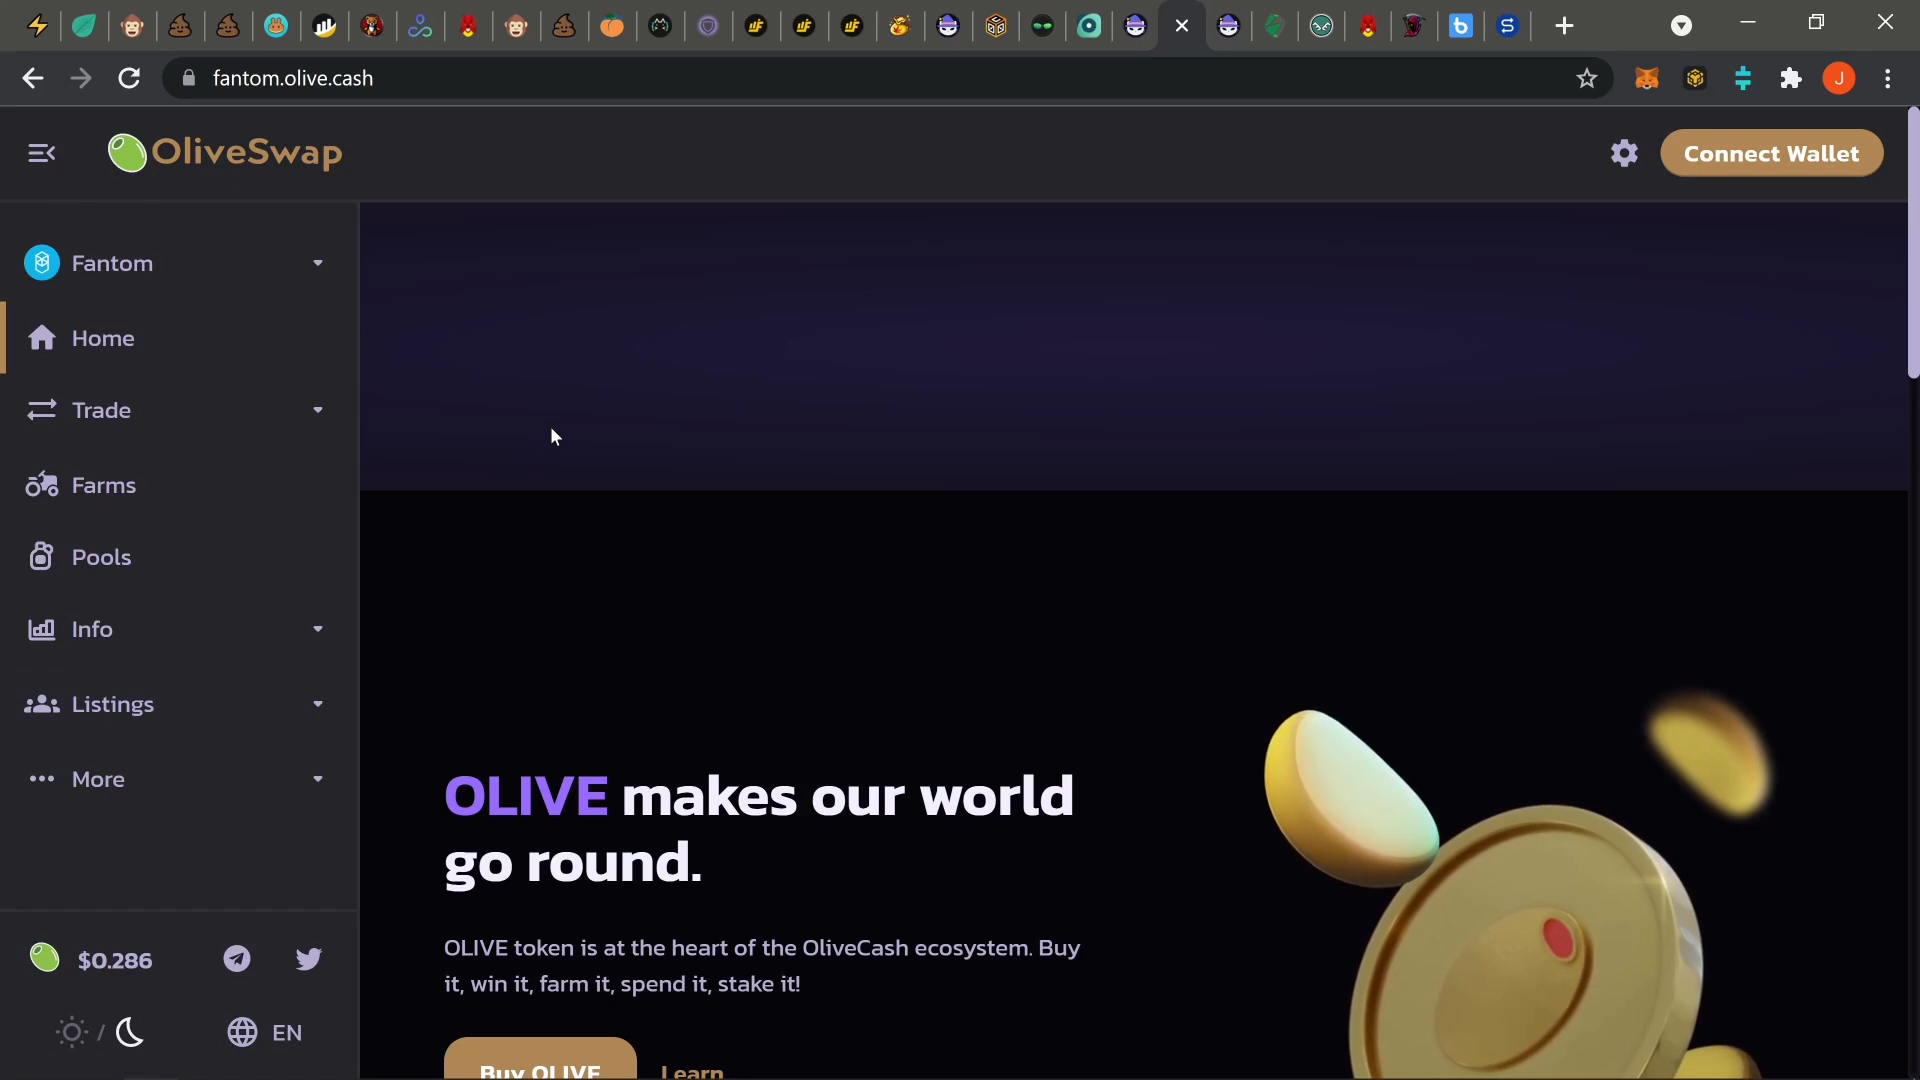 fantom.olive.cash
J
OliveSwap
Connect Wallet
Fantom
Home
Trade
Farms
Pools
Info
Listings
More
OLIVE makes our world
go round.
OLIVE token is at the heart of the OliveCash ecosystem. Buy
it, win it, farm it, spend it, stake it!
Buy OLIVE
Learn
$0.286
/
EN